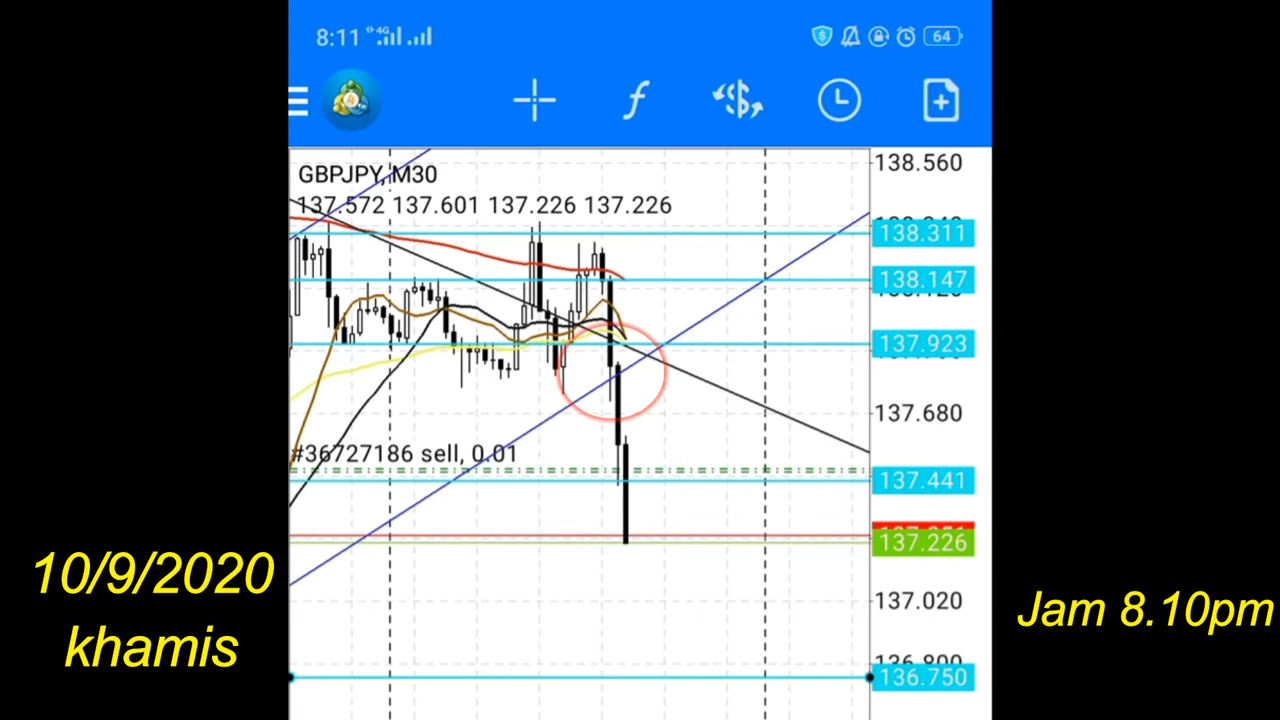 8:11 4G 64
GBPJPY, M30
137.572 137.601 137.226 137.226
138.560
138.311
138.147
137.923
137.680
#36727186 sell, 0.01
137.441
137.226
137.020
136.750
10/9/2020
khamis
Jam 8.10pm